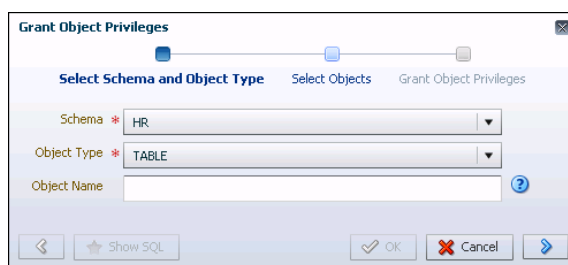 Grant Object Privileges
Select Schema and Object Type Select Objects Grant Object Privileges
Schema * HR
Object Type * TABLE
Object Name ?
Show SQL OK Cancel